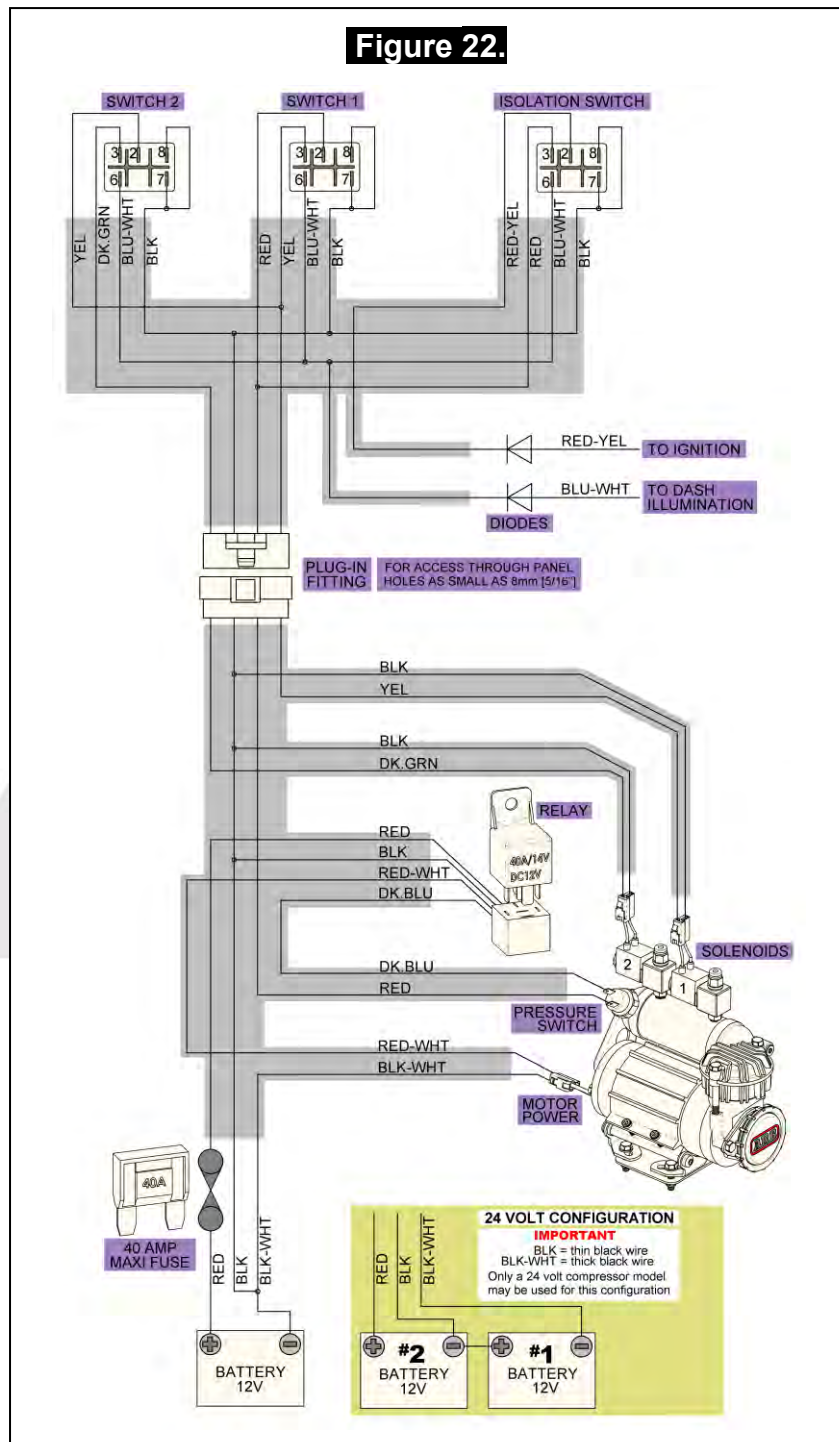 Figure 22.
SWITCH 2
SWITCH 1
ISOLATION SWITCH
3 2 8
6 7
3 2 8
6 7
3 2 8
6 7
YEL
DK.GRN
BLU-WHT
BLK
RED
YEL
BLU-WHT
BLK
RED-YEL
RED
BLU-WHT
BLK
RED-YEL
TO IGNITION
BLU-WHT
TO DASH
ILLUMINATION
DIODES
PLUG-IN
FITTING
FOR ACCESS THROUGH PANEL
HOLES AS SMALL AS 8mm [5/16"]
BLK
YEL
BLK
DK.GRN
RELAY
40A/14V
DC12V
RED
BLK
RED-WHT
DK.BLU
SOLENOIDS
2
1
DK.BLU
RED
PRESSURE
SWITCH
RED-WHT
BLK-WHT
MOTOR
POWER
ARB
40A
40 AMP
MAXI FUSE
RED
BLK
BLK-WHT
BATTERY
12V
24 VOLT CONFIGURATION
IMPORTANT
BLK = thin black wire
BLK-WHT = thick black wire
Only a 24 volt compressor model
may be used for this configuration
RED
BLK
BLK-WHT
#2
BATTERY
12V
#1
BATTERY
12V